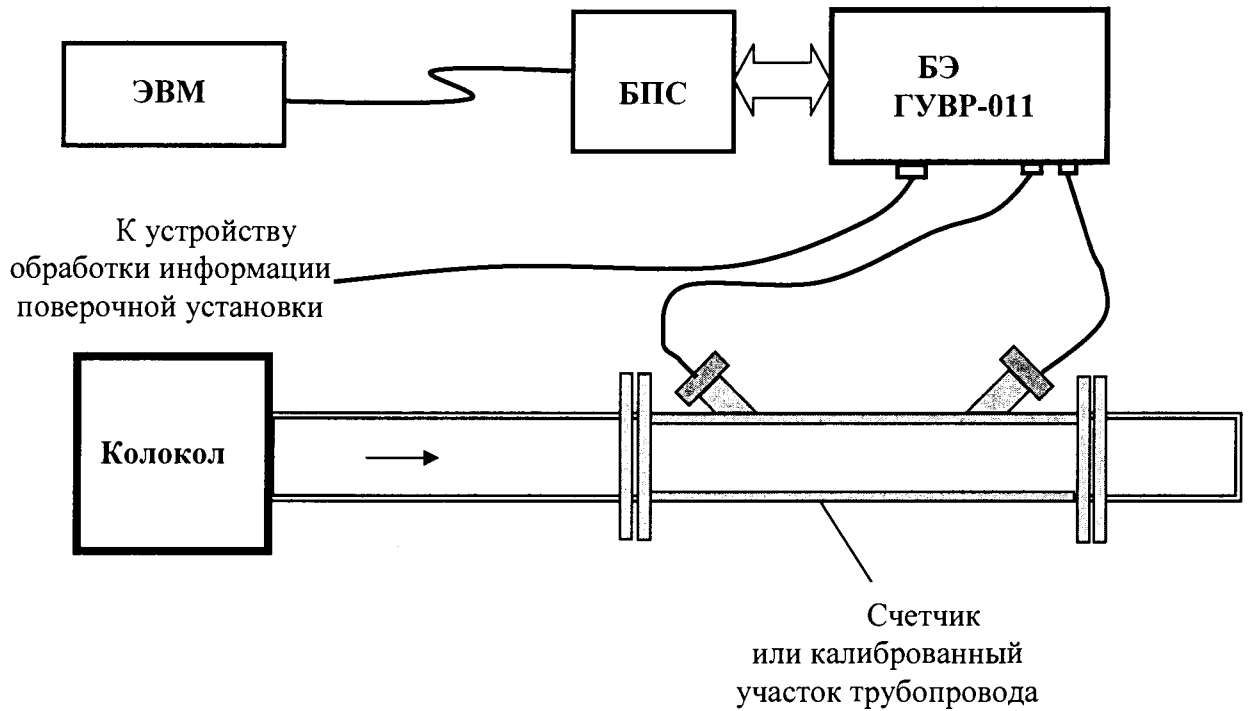 ЭВМ
БПС
БЭ
ГУВР-011
К устройству
обработки информации
поверочной установки
Колокол
Счетчик
или калиброванный
участок трубопровода